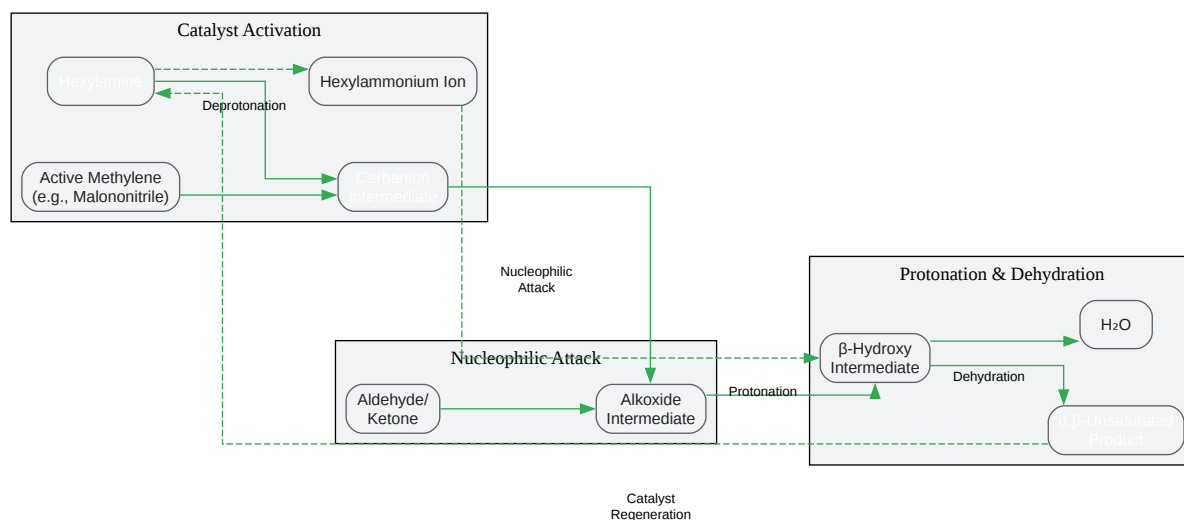 Catalyst Activation
Hexylamine
Hexylammonium Ion
Deprotonation
Active Methylene
(e.g., Malononitrile)
Carbanion
Intermediate
Nucleophilic
Attack
Nucleophilic Attack
Aldehyde/
Ketone
Alkoxide
Intermediate
Protonation
Protonation & Dehydration
β-Hydroxy
Intermediate
H₂O
Dehydration
α,β-Unsaturated
Product
Catalyst
Regeneration